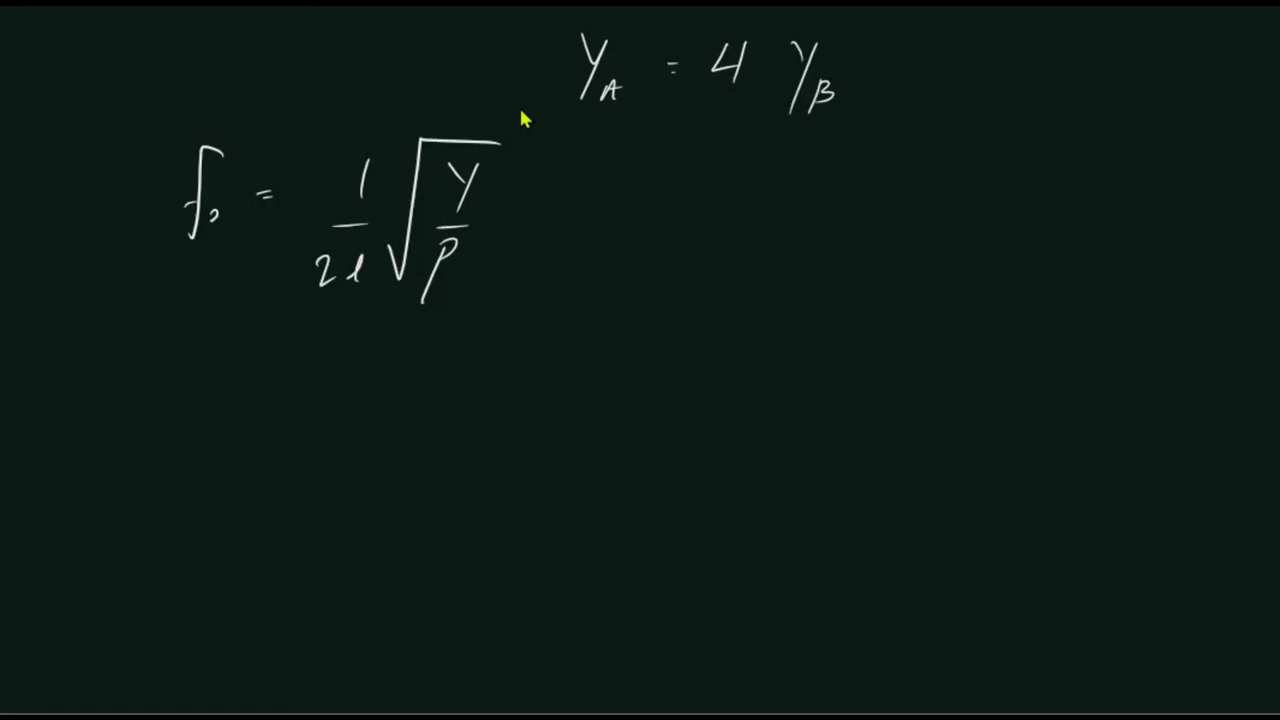 Y_A = 4 Y_B
f_0 = 1/2l √(Y/ρ)